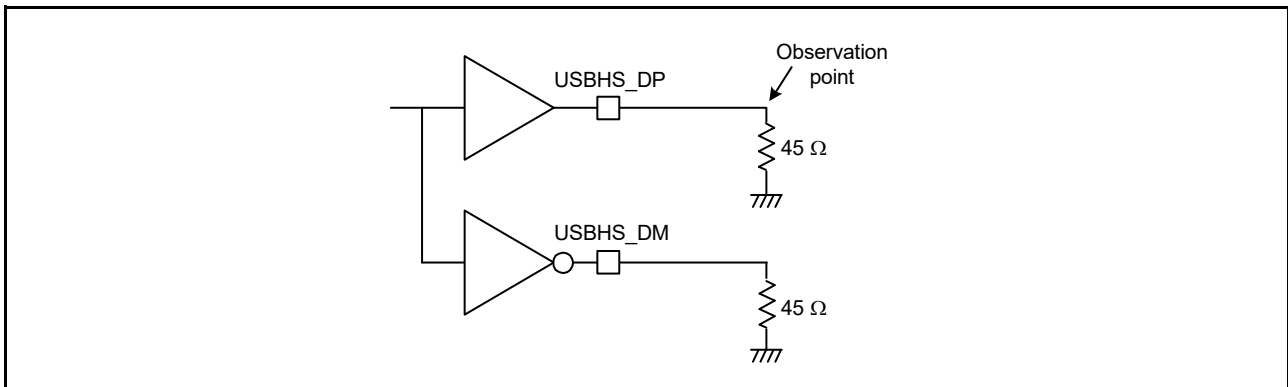 Observation
point
USBHS_DP
45 Ω
USBHS_DM
45 Ω